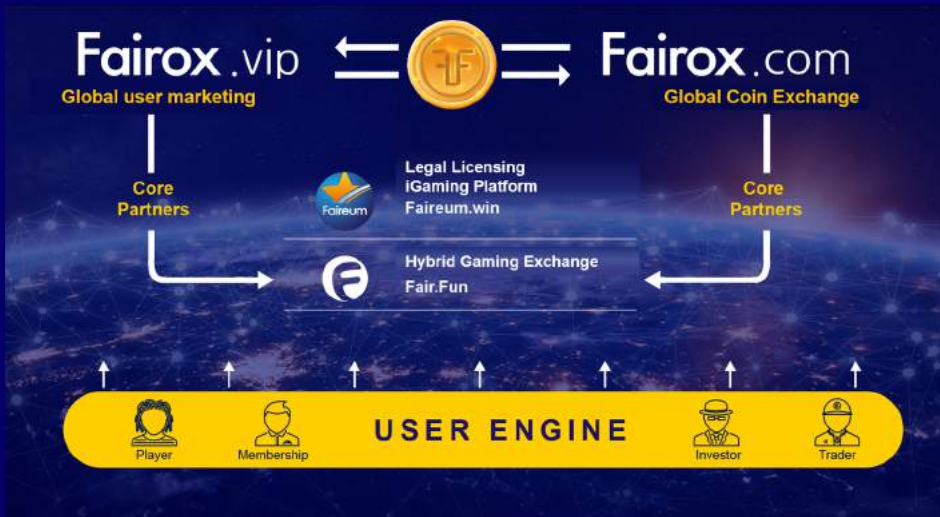 Fairox.vip
Global user marketing
Fairox.com
Global Coin Exchange
Core
Partners
Faireum
Legal Licensing
iGaming Platform
Faireum.win
Hybrid Gaming Exchange
Fair.Fun
Core
Partners
USER ENGINE
Player
Membership
Investor
Trader